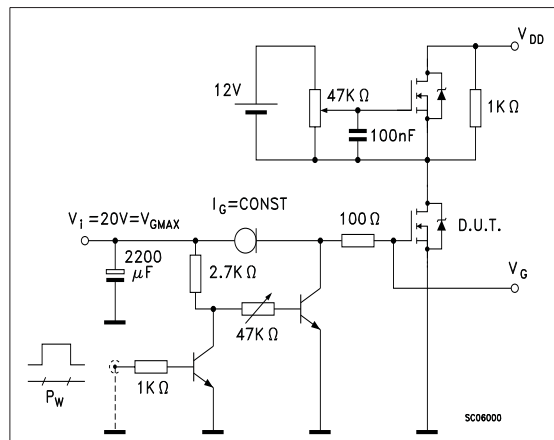 V_DD
12V
47K Ω
100nF
1K Ω
I_G=CONST
V_i =20V=V_GMAX
100Ω
D.U.T.
2200
μF
2.7K Ω
V_G
47K Ω
1K Ω
P_W
SC06000